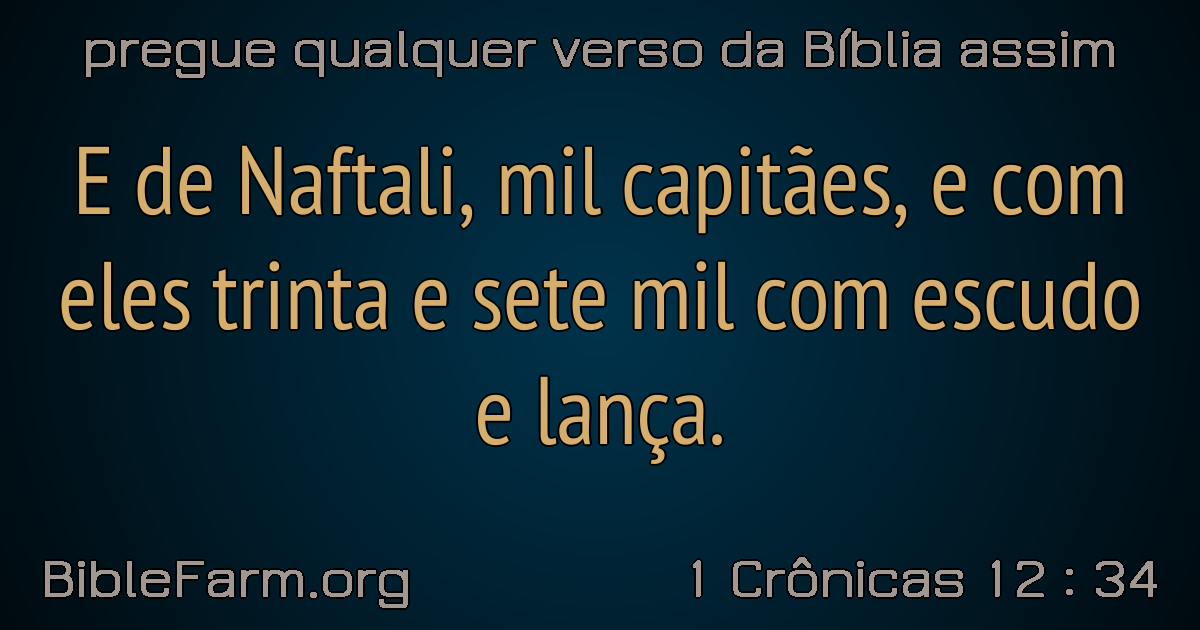 pregue qualquer verso da Bíblia assim
E de Naftali, mil capitães, e com
eles trinta e sete mil com escudo
e lança.
BibleFarm.org
1 Crônicas 12 : 34